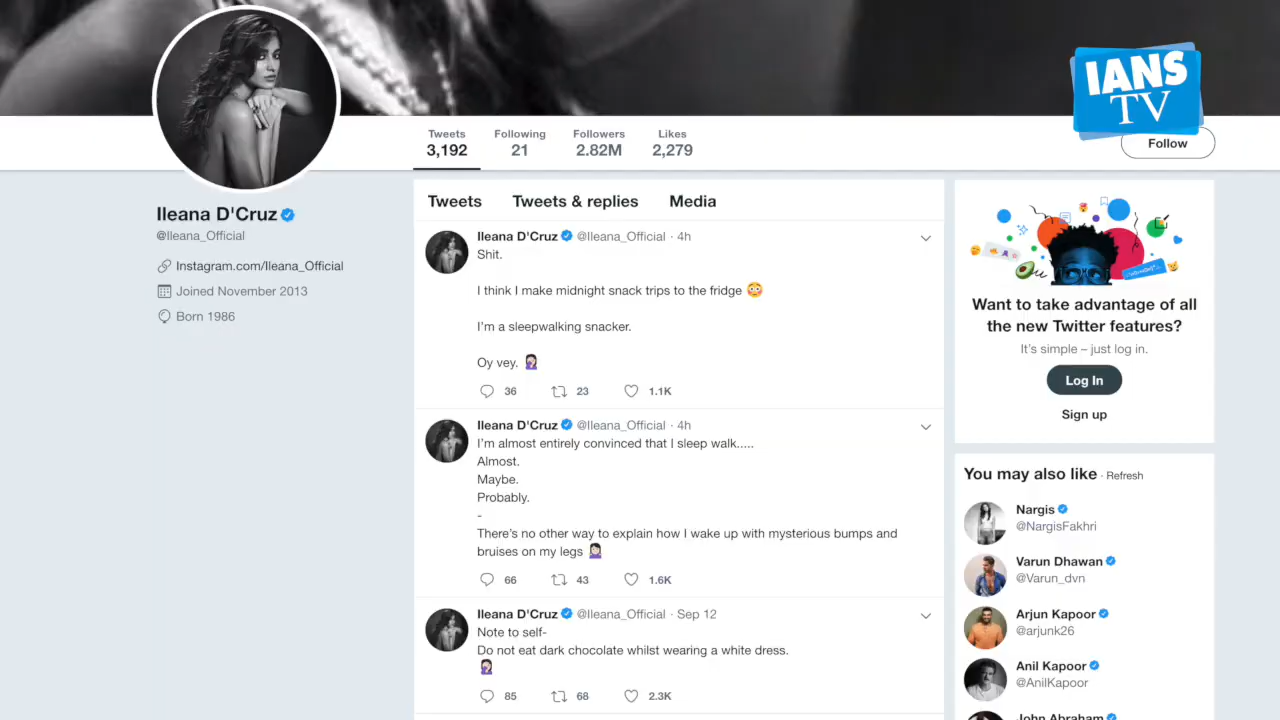 IANS
TV
Tweets Following Followers Likes
3,192 21 2.82M 2,279
Follow
Ileana D'Cruz
@Ileana_Official
Instagram.com/Ileana_Official
Joined November 2013
Born 1986
Tweets Tweets & replies Media
Ileana D'Cruz @Ileana_Official · 4h
Shit.
I think I make midnight snack trips to the fridge 😳
I'm a sleepwalking snacker.
Oy vey. 🤦🏻‍♀️
36 23 1.1K
Ileana D'Cruz @Ileana_Official · 4h
I'm almost entirely convinced that I sleep walk.....
Almost.
Maybe.
Probably.
-
There's no other way to explain how I wake up with mysterious bumps and
bruises on my legs 🤦🏻‍♀️
66 43 1.6K
Ileana D'Cruz @Ileana_Official · Sep 12
Note to self-
Do not eat dark chocolate whilst wearing a white dress.
🤦🏻‍♀️
85 68 2.3K
Want to take advantage of all
the new Twitter features?
It's simple – just log in.
Log In
Sign up
You may also like · Refresh
Nargis
@NargisFakhri
Varun Dhawan
@Varun_dvn
Arjun Kapoor
@arjunk26
Anil Kapoor
@AnilKapoor
John Abraham